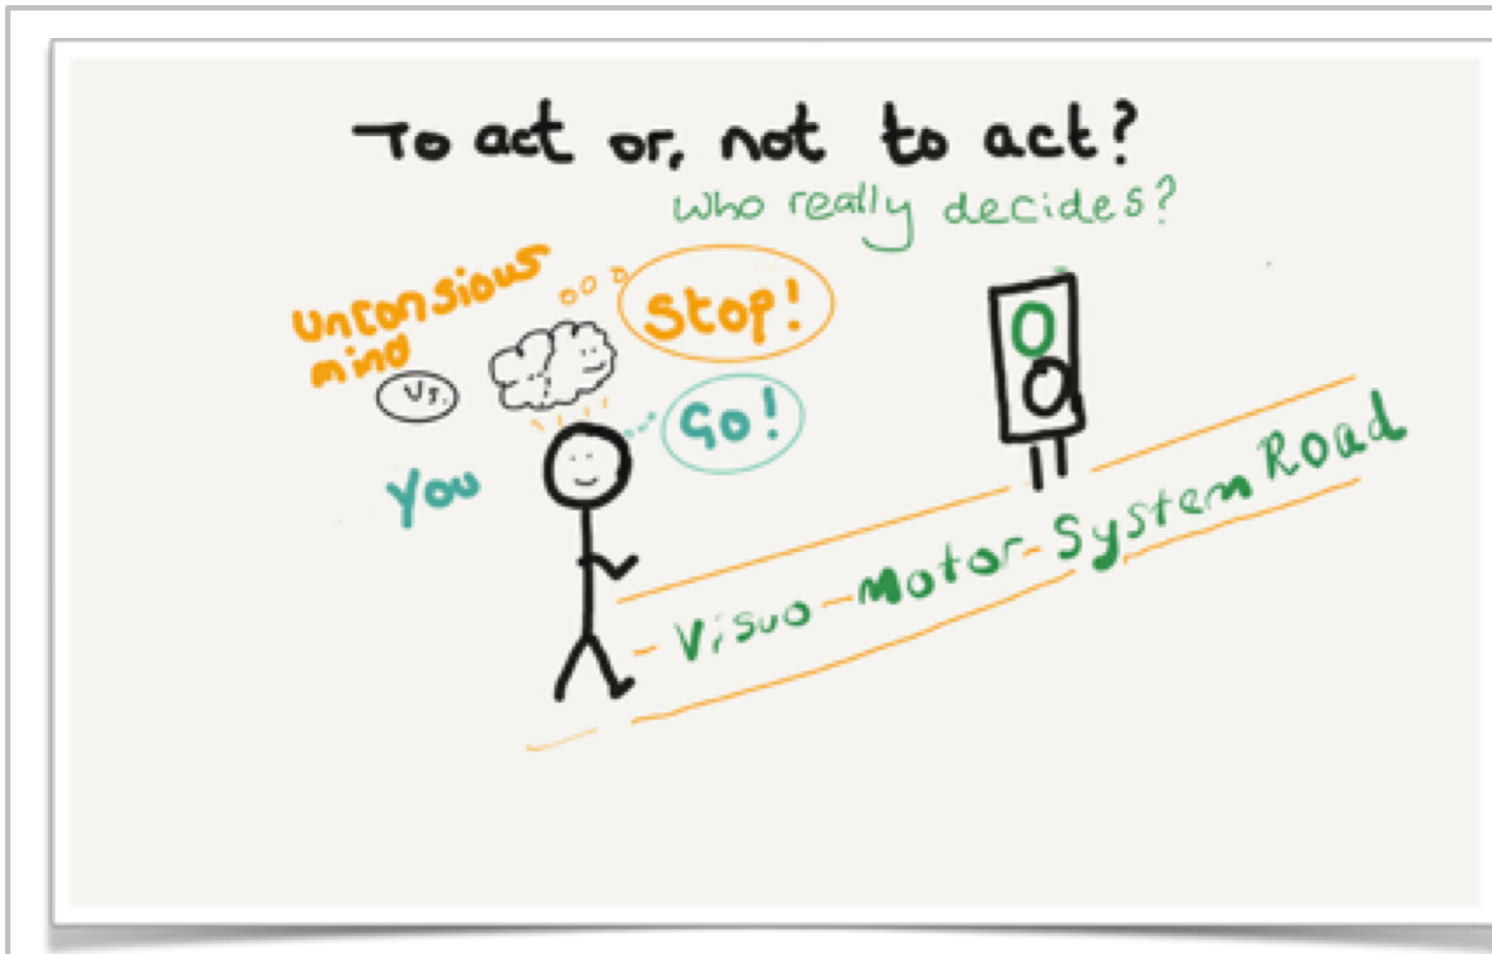 To act or, not to act?
who really decides?
Unconsious
mind
Stop!
Vs.
Go!
You
Visuo-Motor-System Road